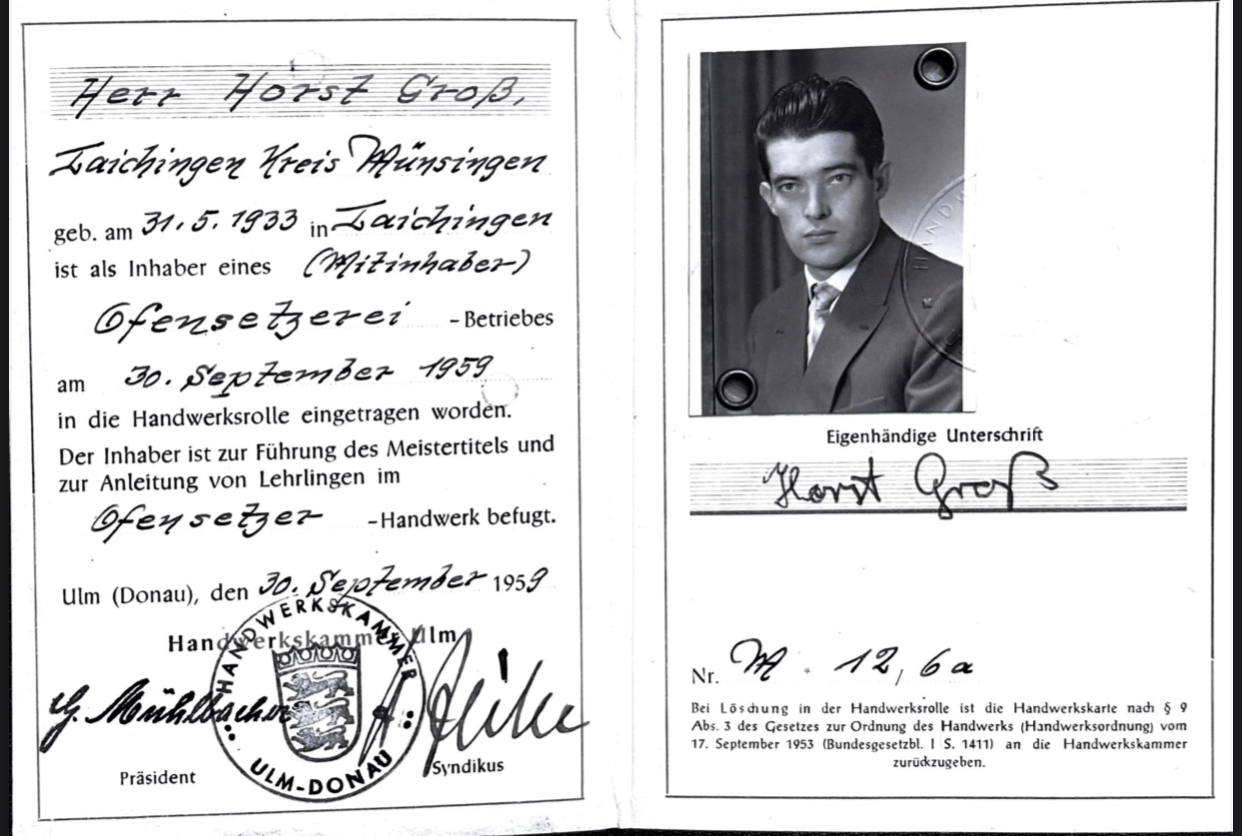 Herr Horst Groß,
Laichingen Kreis Münsingen
geb. am 31.5.1933 in Laichingen
ist als Inhaber eines (Mitinhaber)
Ofensetzerei -Betriebes
am 30. September 1959
in die Handwerksrolle eingetragen worden.
Der Inhaber ist zur Führung des Meistertitels und
zur Anleitung von Lehrlingen im
Ofensetzer -Handwerk befugt.
Ulm (Donau), den 30. September 1959
Handwerkskammer Ulm
HANDWERKSKAMMER
ULM-DONAU
G. Mühlbacher
Präsident
Syndikus
HANDW
Eigenhändige Unterschrift
Horst Groß
Nr. M. 12, 6a
Bei Löschung in der Handwerksrolle ist die Handwerkskarte nach § 9
Abs. 3 des Gesetzes zur Ordnung des Handwerks (Handwerksordnung) vom
17. September 1953 (Bundesgesetzbl. I S. 1411) an die Handwerkskammer
zurückzugeben.